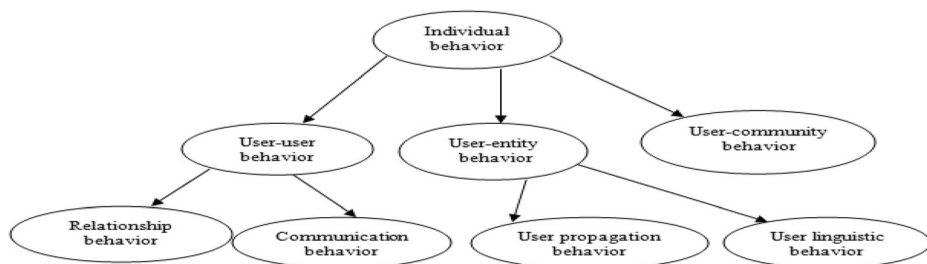 Individual
behavior
User-user
behavior
User-entity
behavior
User-community
behavior
Relationship
behavior
Communication
behavior
User propagation
behavior
User linguistic
behavior